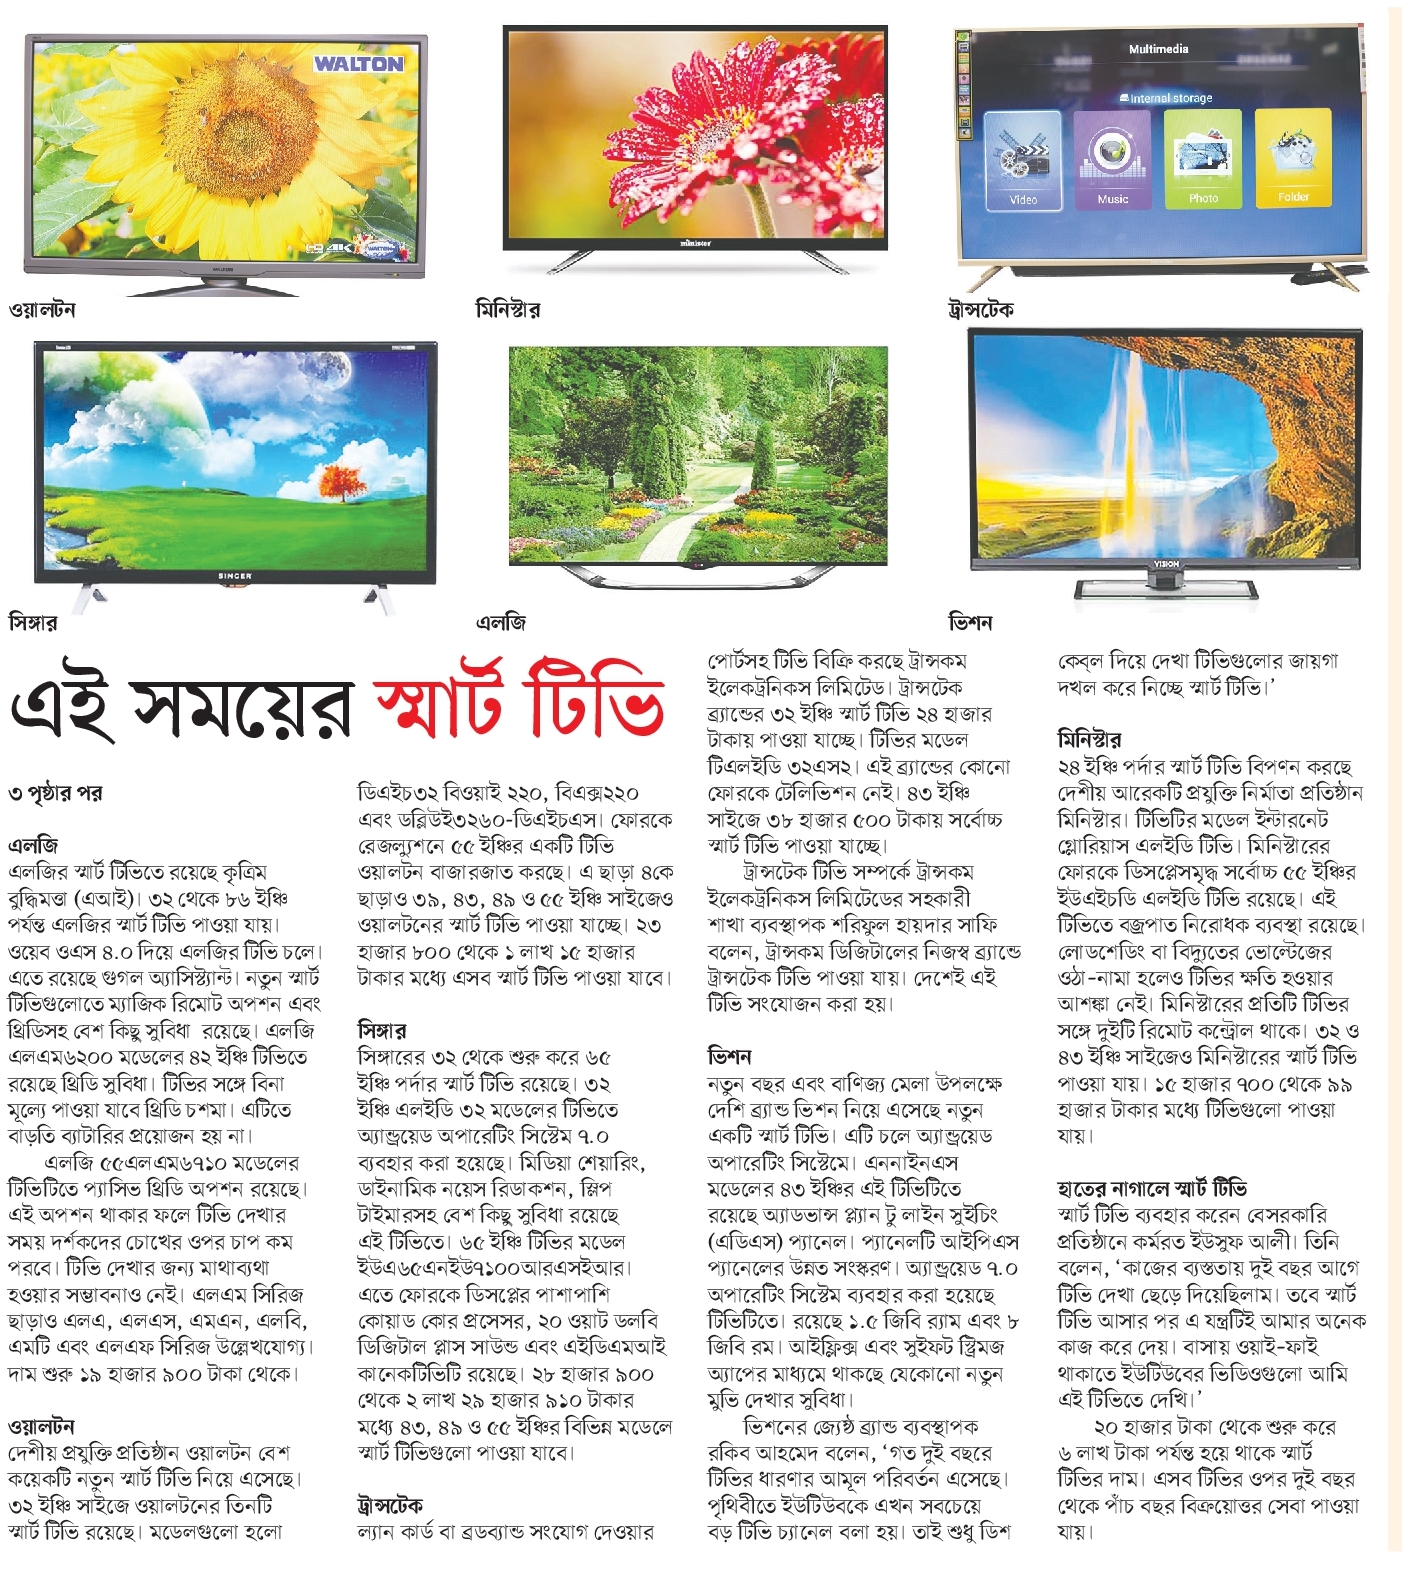 WALTON
HD 4K
WALTON
WALTON
minister
Multimedia
Internal storage
Video
Music
Photo
Folder
ওয়ালটন
মিনিস্টার
ট্রান্সটেক
SINGER
VISION
সিঙ্গার
এলজি
ভিশন
এই সময়ের স্মার্ট টিভি
৩ পৃষ্ঠার পর
এলজি
এলজির স্মার্ট টিভিতে রয়েছে কৃত্রিম
বুদ্ধিমত্তা (এআই)। ৩২ থেকে ৮৬ ইঞ্চি
পর্যন্ত এলজির স্মার্ট টিভি পাওয়া যায়।
ওয়েব ওএস ৪.০ দিয়ে এলজির টিভি চলে।
এতে রয়েছে গুগল অ্যাসিস্ট্যান্ট। নতুন স্মার্ট
টিভিগুলোতে ম্যাজিক রিমোট অপশন এবং
থ্রিডিসহ বেশ কিছু সুবিধা রয়েছে। এলজি
এলএম৬২০০ মডেলের ৪২ ইঞ্চি টিভিতে
রয়েছে থ্রিডি সুবিধা। টিভির সঙ্গে বিনা
মূল্যে পাওয়া যাবে থ্রিডি চশমা। এটিতে
বাড়তি ব্যাটারির প্রয়োজন হয় না।
এলজি ৫৫এলএম৬৭১০ মডেলের
টিভিটিতে প্যাসিভ থ্রিডি অপশন রয়েছে।
এই অপশন থাকার ফলে টিভি দেখার
সময় দর্শকদের চোখের ওপর চাপ কম
পরবে। টিভি দেখার জন্য মাথাব্যথা
হওয়ার সম্ভাবনাও নেই। এলএম সিরিজ
ছাড়াও এলএ, এলএস, এমএন, এলবি,
এমটি এবং এলএফ সিরিজ উল্লেখযোগ্য।
দাম শুরু ১৯ হাজার ৯০০ টাকা থেকে।
ওয়ালটন
দেশীয় প্রযুক্তি প্রতিষ্ঠান ওয়ালটন বেশ
কয়েকটি নতুন স্মার্ট টিভি নিয়ে এসেছে।
৩২ ইঞ্চি সাইজে ওয়ালটনের তিনটি
স্মার্ট টিভি রয়েছে। মডেলগুলো হলো
ডিএইচ৩২ বিওয়াই ২২০, বিএক্স২২০
এবং ডব্লিউই৩২৬০-ডিএইচএস। ফোরকে
রেজল্যুশনে ৫৫ ইঞ্চির একটি টিভি
ওয়ালটন বাজারজাত করছে। এ ছাড়া ৪কে
ছাড়াও ৩৯, ৪৩, ৪৯ ও ৫৫ ইঞ্চি সাইজেও
ওয়ালটনের স্মার্ট টিভি পাওয়া যাচ্ছে। ২৩
হাজার ৮০০ থেকে ১ লাখ ১৫ হাজার
টাকার মধ্যে এসব স্মার্ট টিভি পাওয়া যাবে।
সিঙ্গার
সিঙ্গারের ৩২ থেকে শুরু করে ৬৫
ইঞ্চি পর্দার স্মার্ট টিভি রয়েছে। ৩২
ইঞ্চি এলইডি ৩২ মডেলের টিভিতে
অ্যান্ড্রয়েড অপারেটিং সিস্টেম ৭.০
ব্যবহার করা হয়েছে। মিডিয়া শেয়ারিং,
ডাইনামিক নয়েস রিডাকশন, স্লিপ
টাইমারসহ বেশ কিছু সুবিধা রয়েছে
এই টিভিতে। ৬৫ ইঞ্চি টিভির মডেল
ইউএ৬৫এনইউ৭১০০আরএসইআর।
এতে ফোরকে ডিসপ্লের পাশাপাশি
কোয়াড কোর প্রসেসর, ২০ ওয়াট ডলবি
ডিজিটাল প্লাস সাউন্ড এবং এইডিএমআই
কানেকটিভিটি রয়েছে। ২৮ হাজার ৯০০
থেকে ২ লাখ ২৯ হাজার ৯১০ টাকার
মধ্যে ৪৩, ৪৯ ও ৫৫ ইঞ্চির বিভিন্ন মডেলে
স্মার্ট টিভিগুলো পাওয়া যাবে।
ট্রান্সটেক
ল্যান কার্ড বা ব্রডব্যান্ড সংযোগ দেওয়ার
পোর্টসহ টিভি বিক্রি করছে ট্রান্সকম
ইলেকট্রনিকস লিমিটেড। ট্রান্সটেক
ব্র্যান্ডের ৩২ ইঞ্চি স্মার্ট টিভি ২৪ হাজার
টাকায় পাওয়া যাচ্ছে। টিভির মডেল
টিএলইডি ৩২এস২। এই ব্র্যান্ডের কোনো
ফোরকে টেলিভিশন নেই। ৪৩ ইঞ্চি
সাইজে ৩৮ হাজার ৫০০ টাকায় সর্বোচ্চ
স্মার্ট টিভি পাওয়া যাচ্ছে।
ট্রান্সটেক টিভি সম্পর্কে ট্রান্সকম
ইলেকট্রনিকস লিমিটেডের সহকারী
শাখা ব্যবস্থাপক শরিফুল হায়দার সাফি
বলেন, ট্রান্সকম ডিজিটালের নিজস্ব ব্র্যান্ডে
ট্রান্সটেক টিভি পাওয়া যায়। দেশেই এই
টিভি সংযোজন করা হয়।
ভিশন
নতুন বছর এবং বাণিজ্য মেলা উপলক্ষে
দেশি ব্র্যান্ড ভিশন নিয়ে এসেছে নতুন
একটি স্মার্ট টিভি। এটি চলে অ্যান্ড্রয়েড
অপারেটিং সিস্টেমে। এননাইনএস
মডেলের ৪৩ ইঞ্চির এই টিভিটিতে
রয়েছে অ্যাডভান্স প্ল্যান টু লাইন সুইচিং
(এডিএস) প্যানেল। প্যানেলটি আইপিএস
প্যানেলের উন্নত সংস্করণ। অ্যান্ড্রয়েড ৭.০
অপারেটিং সিস্টেম ব্যবহার করা হয়েছে
টিভিটিতে। রয়েছে ১.৫ জিবি র‍্যাম এবং ৮
জিবি রম। আইফ্লিক্স এবং সুইফট স্ট্রিমজ
অ্যাপের মাধ্যমে থাকছে যেকোনো নতুন
মুভি দেখার সুবিধা।
ভিশনের জ্যেষ্ঠ ব্র্যান্ড ব্যবস্থাপক
রকিব আহমেদ বলেন, ‘গত দুই বছরে
টিভির ধারণার আমূল পরিবর্তন এসেছে।
পৃথিবীতে ইউটিউবকে এখন সবচেয়ে
বড় টিভি চ্যানেল বলা হয়। তাই শুধু ডিশ
কেব্‌ল দিয়ে দেখা টিভিগুলোর জায়গা
দখল করে নিচ্ছে স্মার্ট টিভি।’
মিনিস্টার
২৪ ইঞ্চি পর্দার স্মার্ট টিভি বিপণন করছে
দেশীয় আরেকটি প্রযুক্তি নির্মাতা প্রতিষ্ঠান
মিনিস্টার। টিভিটির মডেল ইন্টারনেট
গ্লোরিয়াস এলইডি টিভি। মিনিস্টারের
ফোরকে ডিসপ্লেসমৃদ্ধ সর্বোচ্চ ৫৫ ইঞ্চির
ইউএইচডি এলইডি টিভি রয়েছে। এই
টিভিতে বজ্রপাত নিরোধক ব্যবস্থা রয়েছে।
লোডশেডিং বা বিদ্যুতের ভোল্টেজের
ওঠা-নামা হলেও টিভির ক্ষতি হওয়ার
আশঙ্কা নেই। মিনিস্টারের প্রতিটি টিভির
সঙ্গে দুইটি রিমোট কন্ট্রোল থাকে। ৩২ ও
৪৩ ইঞ্চি সাইজেও মিনিস্টারের স্মার্ট টিভি
পাওয়া যায়। ১৫ হাজার ৭০০ থেকে ৯৯
হাজার টাকার মধ্যে টিভিগুলো পাওয়া
যায়।
হাতের নাগালে স্মার্ট টিভি
স্মার্ট টিভি ব্যবহার করেন বেসরকারি
প্রতিষ্ঠানে কর্মরত ইউসুফ আলী। তিনি
বলেন, ‘কাজের ব্যস্ততায় দুই বছর আগে
টিভি দেখা ছেড়ে দিয়েছিলাম। তবে স্মার্ট
টিভি আসার পর এ যন্ত্রটিই আমার অনেক
কাজ করে দেয়। বাসায় ওয়াই-ফাই
থাকাতে ইউটিউবের ভিডিওগুলো আমি
এই টিভিতে দেখি।’
২০ হাজার টাকা থেকে শুরু করে
৬ লাখ টাকা পর্যন্ত হয়ে থাকে স্মার্ট
টিভির দাম। এসব টিভির ওপর দুই বছর
থেকে পাঁচ বছর বিক্রয়োত্তর সেবা পাওয়া
যায়।